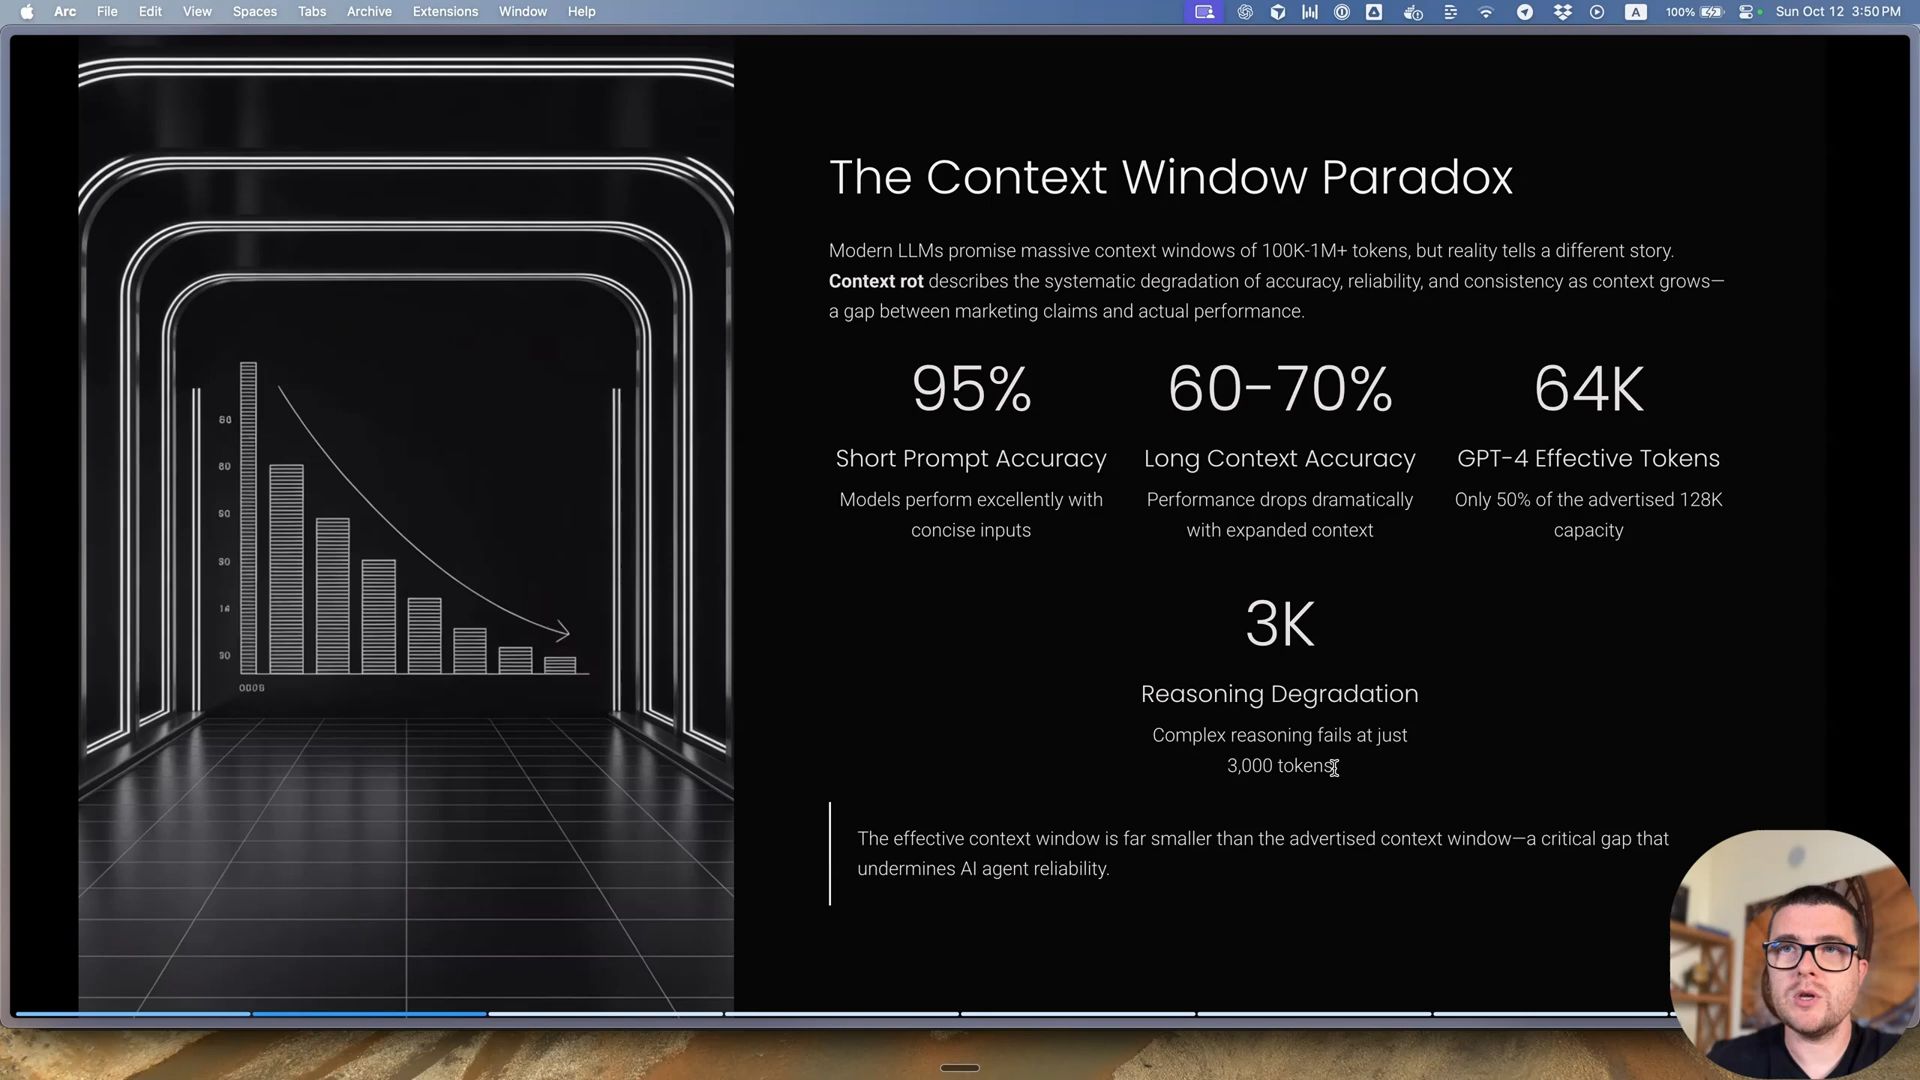 Arc File Edit View Spaces Tabs Archive Extensions Window Help A 100% Sun Oct 12 3:50 PM
The Context Window Paradox
Modern LLMs promise massive context windows of 100K-1M+ tokens, but reality tells a different story.
Context rot describes the systematic degradation of accuracy, reliability, and consistency as context grows—
a gap between marketing claims and actual performance.
95%
Short Prompt Accuracy
Models perform excellently with
concise inputs
60-70%
Long Context Accuracy
Performance drops dramatically
with expanded context
64K
GPT-4 Effective Tokens
Only 50% of the advertised 128K
capacity
3K
Reasoning Degradation
Complex reasoning fails at just
3,000 tokens
The effective context window is far smaller than the advertised context window—a critical gap that
undermines AI agent reliability.